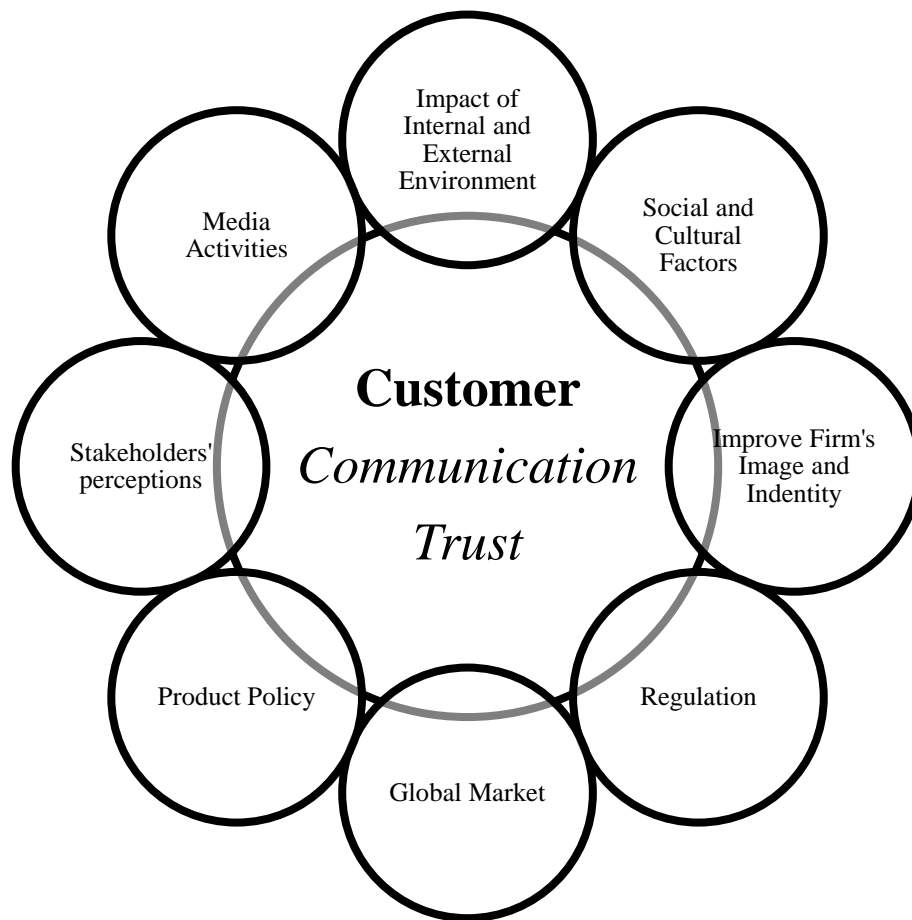 Impact of
Internal and
External
Environment
Social and
Cultural
Factors
Improve Firm's
Image and
Indentity
Regulation
Global Market
Product Policy
Stakeholders'
perceptions
Media
Activities
Customer
Communication
Trust